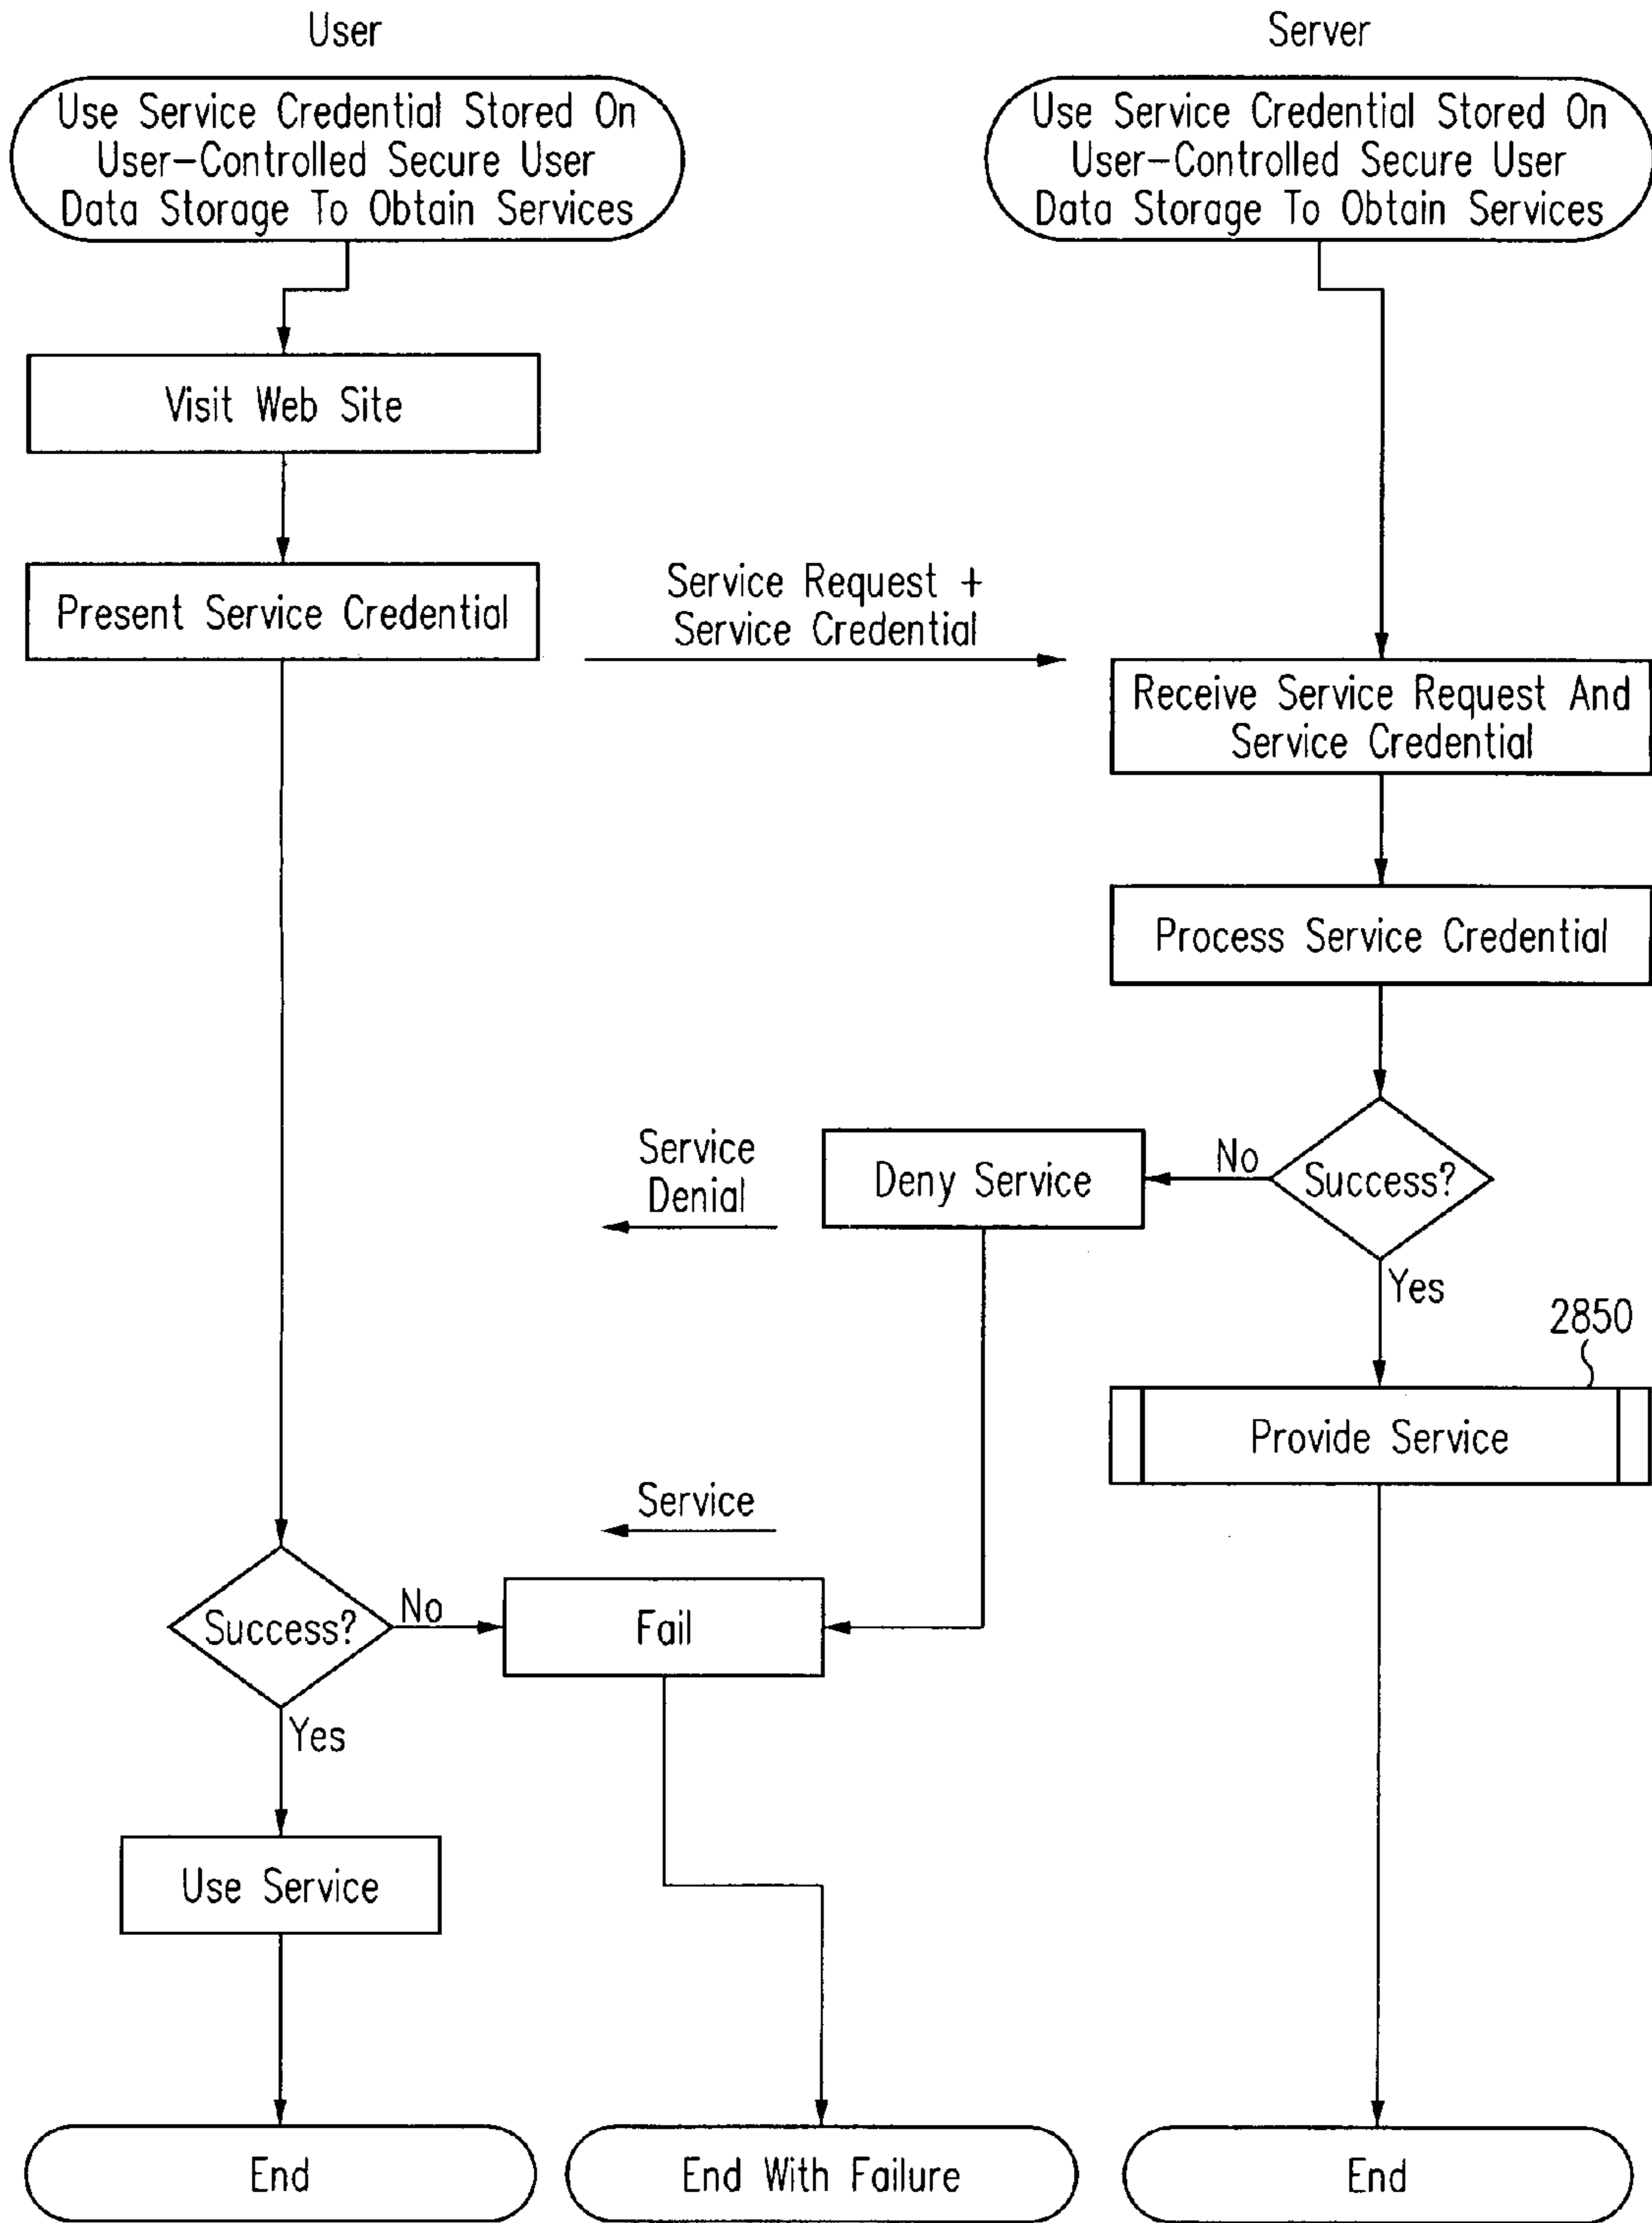 User
Server
Use Service Credential Stored On
User-Controlled Secure User
Data Storage To Obtain Services
Use Service Credential Stored On
User-Controlled Secure User
Data Storage To Obtain Services
Visit Web Site
Present Service Credential
Service Request +
Service Credential
Receive Service Request And
Service Credential
Process Service Credential
Success?
No
Deny Service
Service
Denial
Yes
2850
Provide Service
Service
Success?
No
Fail
Yes
Use Service
End
End With Failure
End